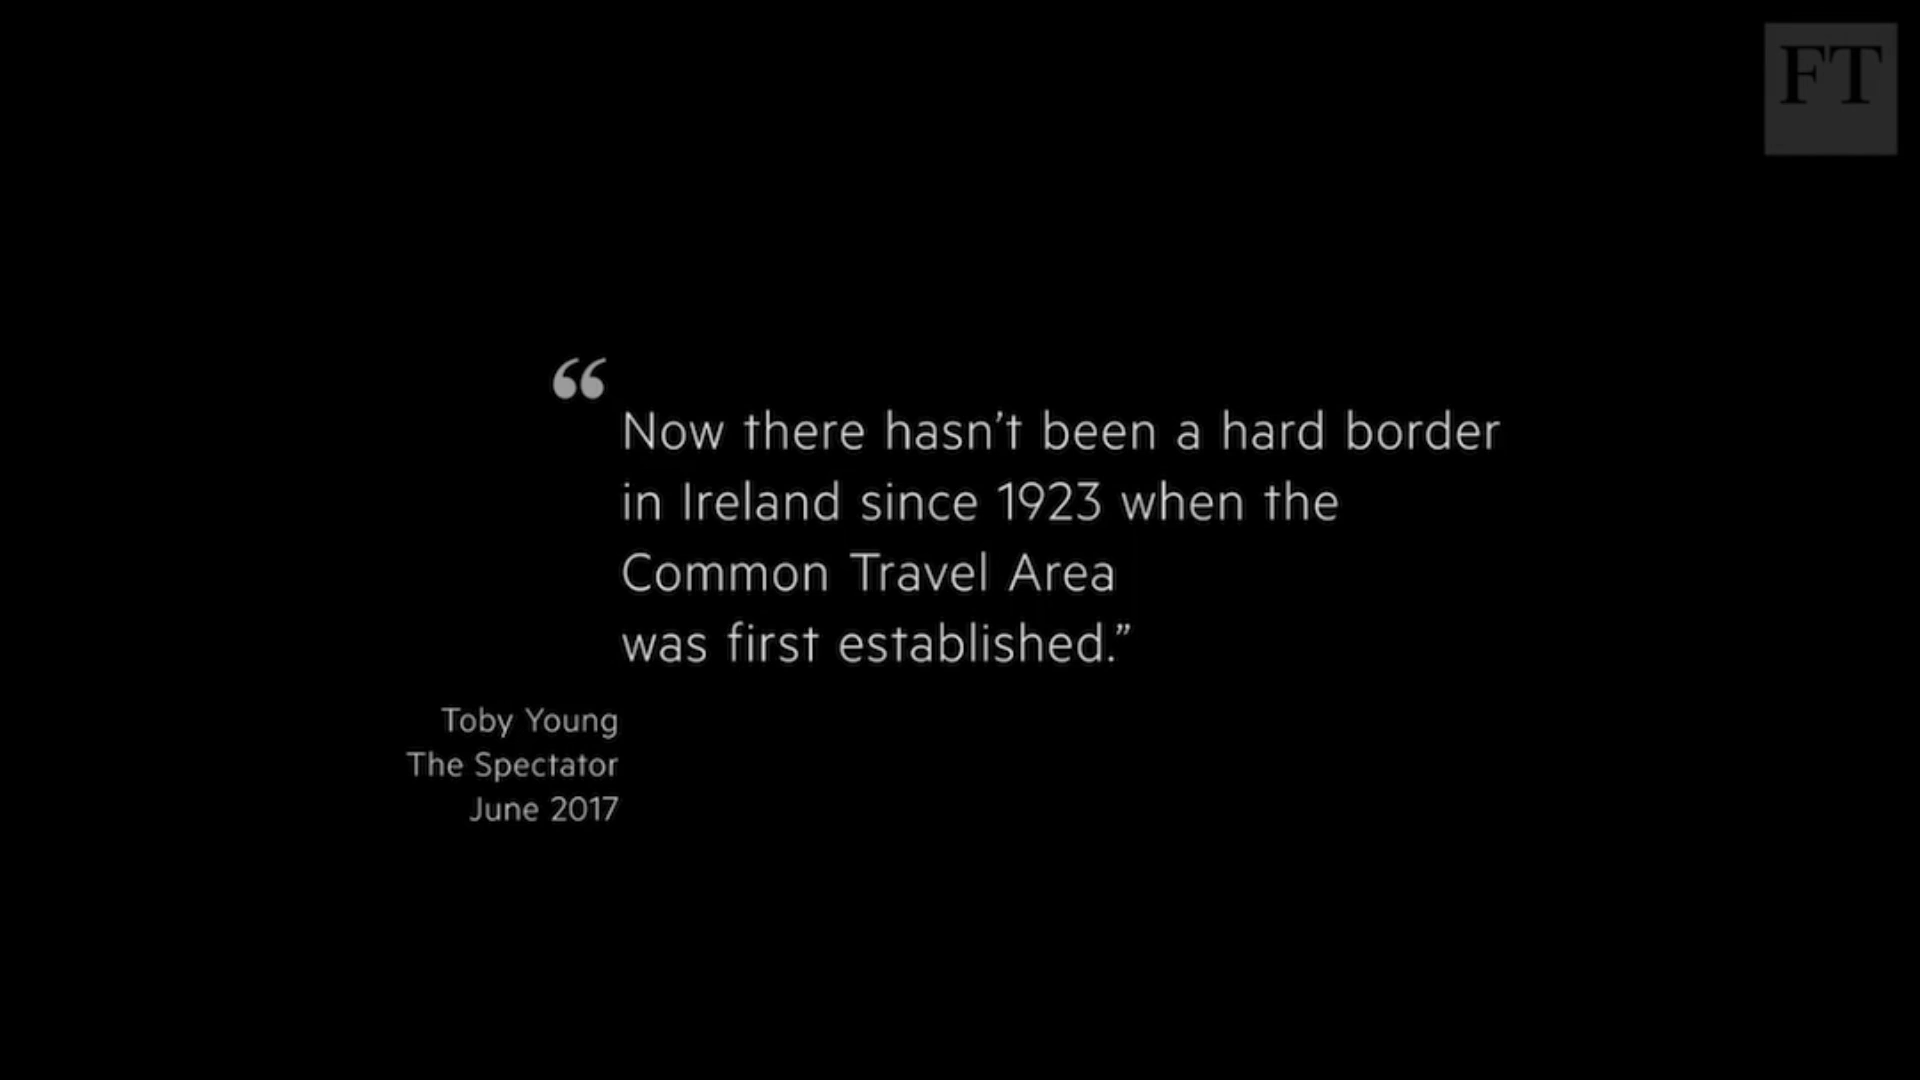 FT
“
Now there hasn’t been a hard border
in Ireland since 1923 when the
Common Travel Area
was first established.”
Toby Young
The Spectator
June 2017